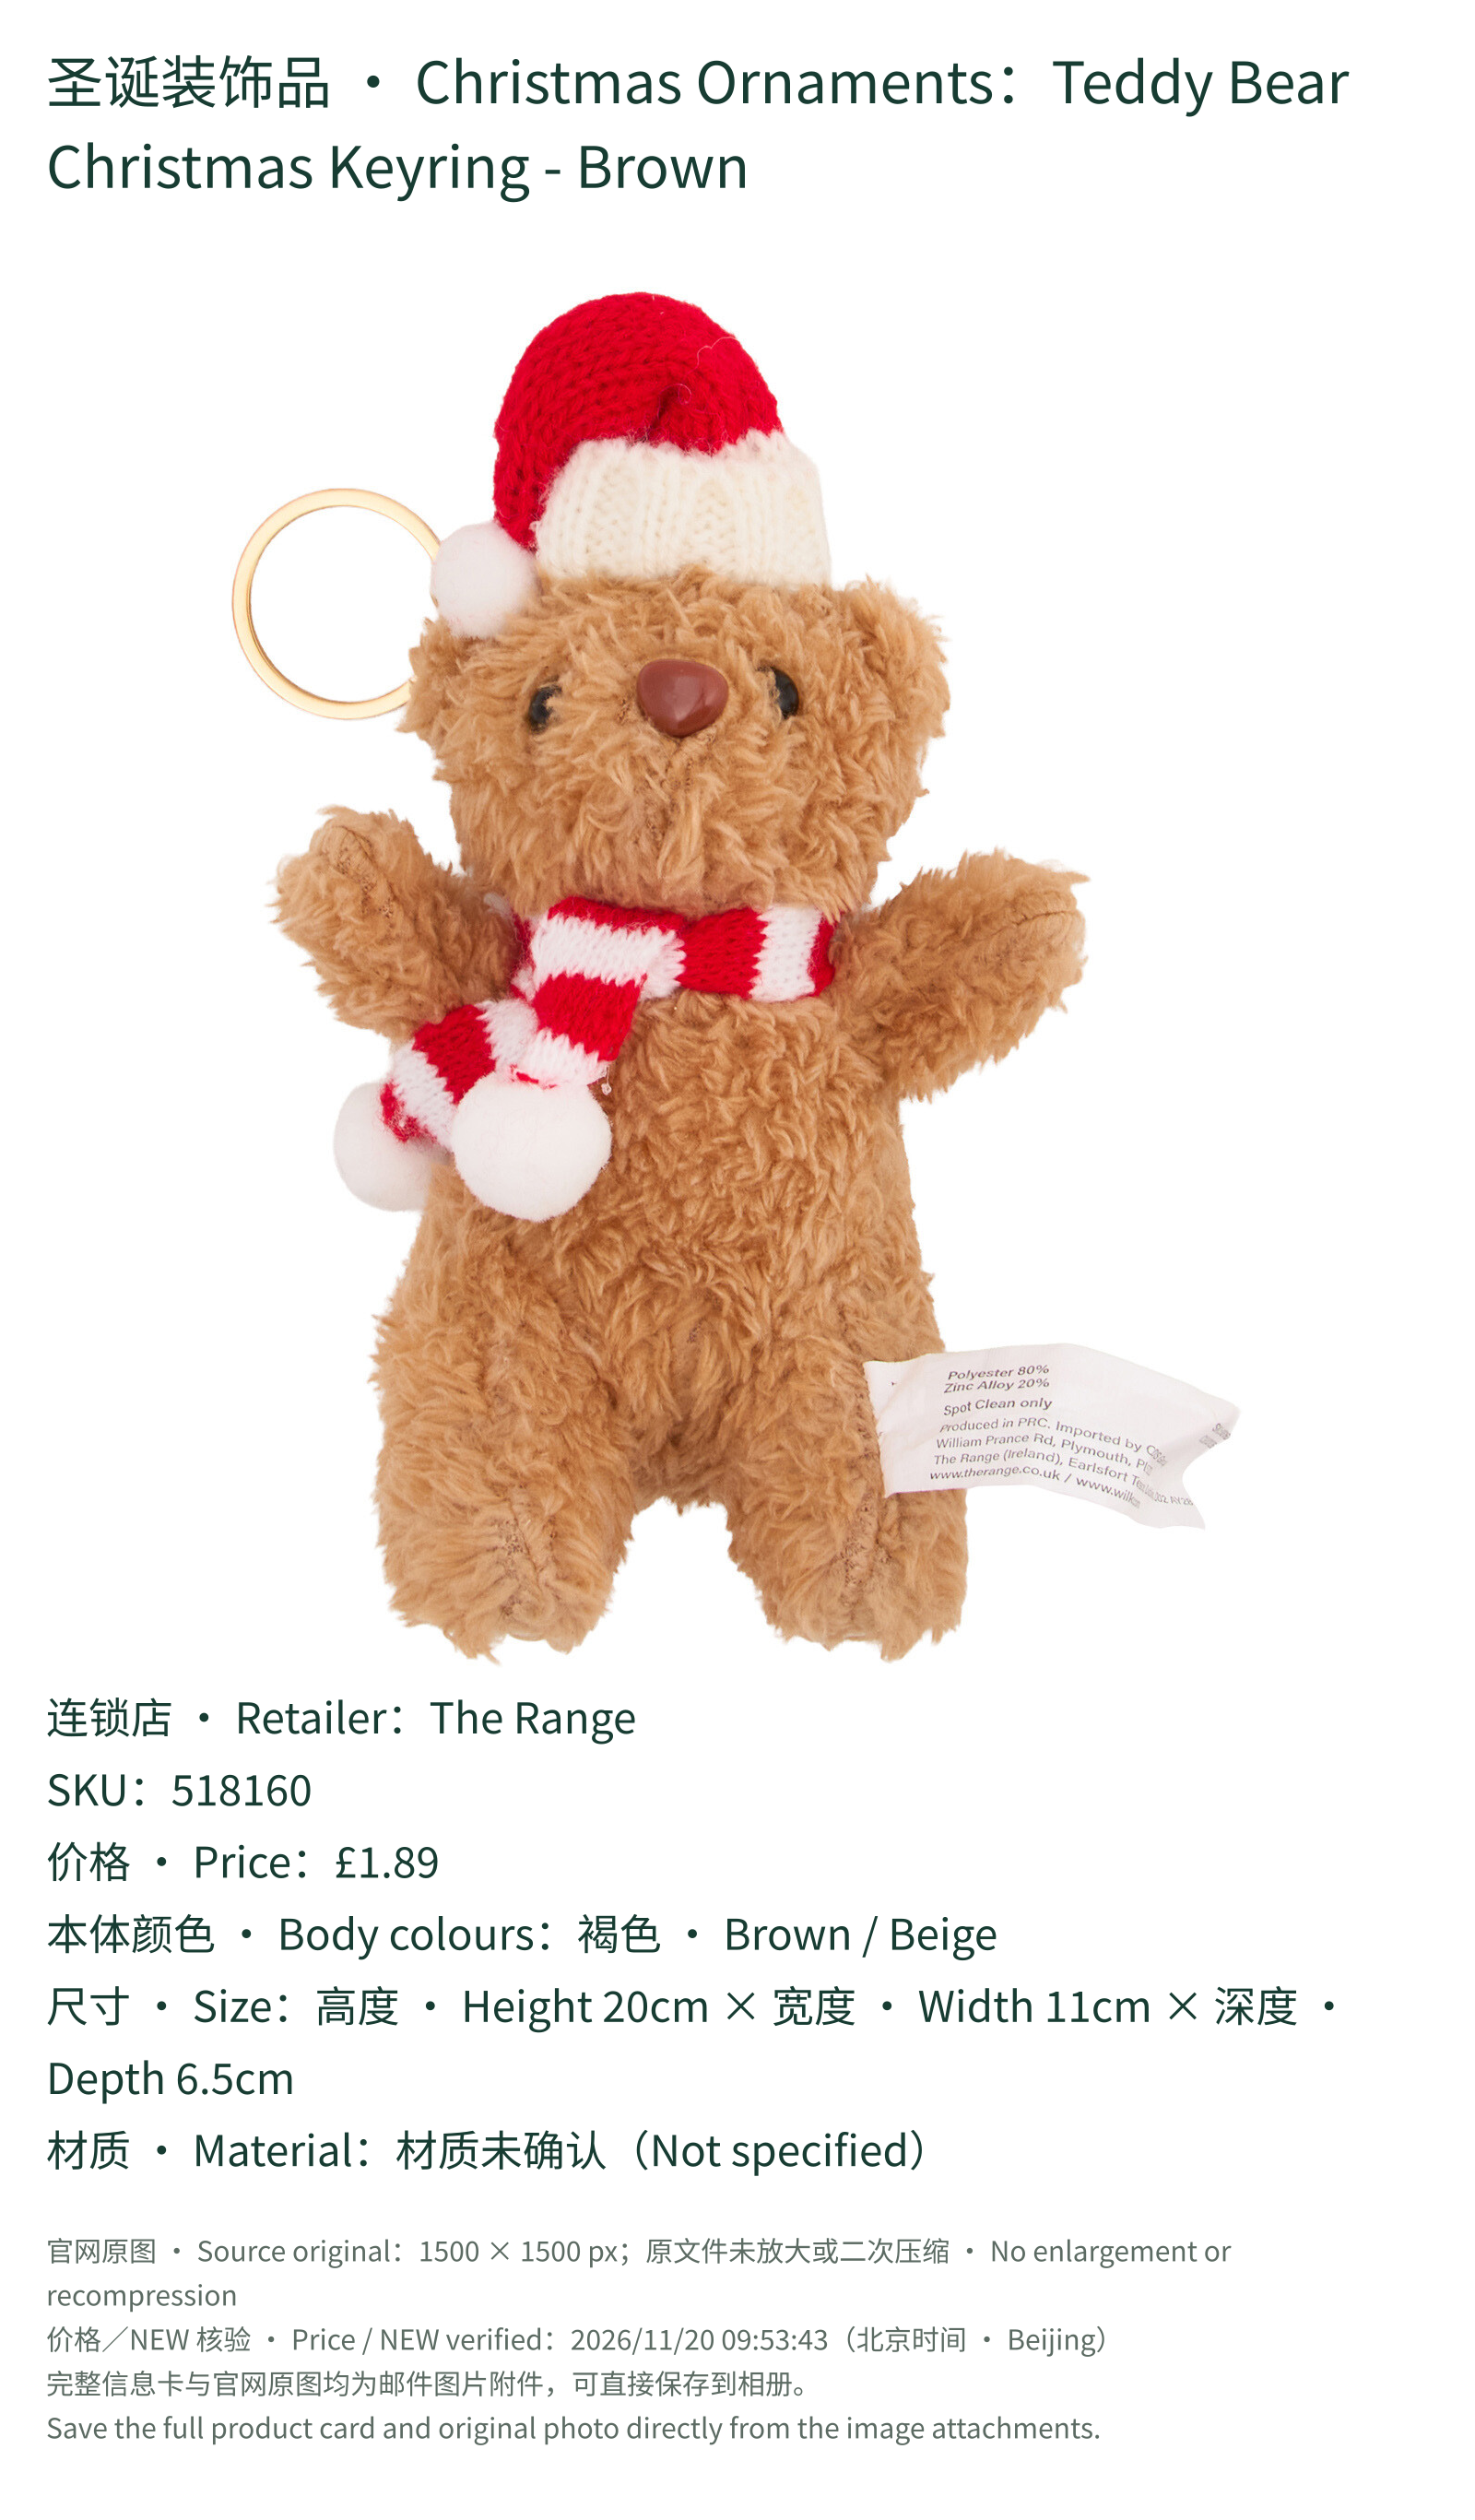 圣诞装饰品 · Christmas Ornaments：Teddy Bear
Christmas Keyring - Brown
Polyester 80%
Zinc Alloy 20%
Spot Clean only
Produced in PRC. Imported by
William Prance Rd, Plymouth,
The Range (Ireland), Earlsfort
www.therange.co.uk /
连锁店 · Retailer：The Range
SKU：518160
价格 · Price：£1.89
本体颜色 · Body colours：褐色 · Brown / Beige
尺寸 · Size：高度 · Height 20cm × 宽度 · Width 11cm × 深度 ·
Depth 6.5cm
材质 · Material：材质未确认（Not specified）
官网原图 · Source original：1500 × 1500 px；原文件未放大或二次压缩 · No enlargement or
recompression
价格／NEW 核验 · Price / NEW verified：2026/11/20 09:53:43（北京时间 · Beijing）
完整信息卡与官网原图均为邮件图片附件，可直接保存到相册。
Save the full product card and original photo directly from the image attachments.